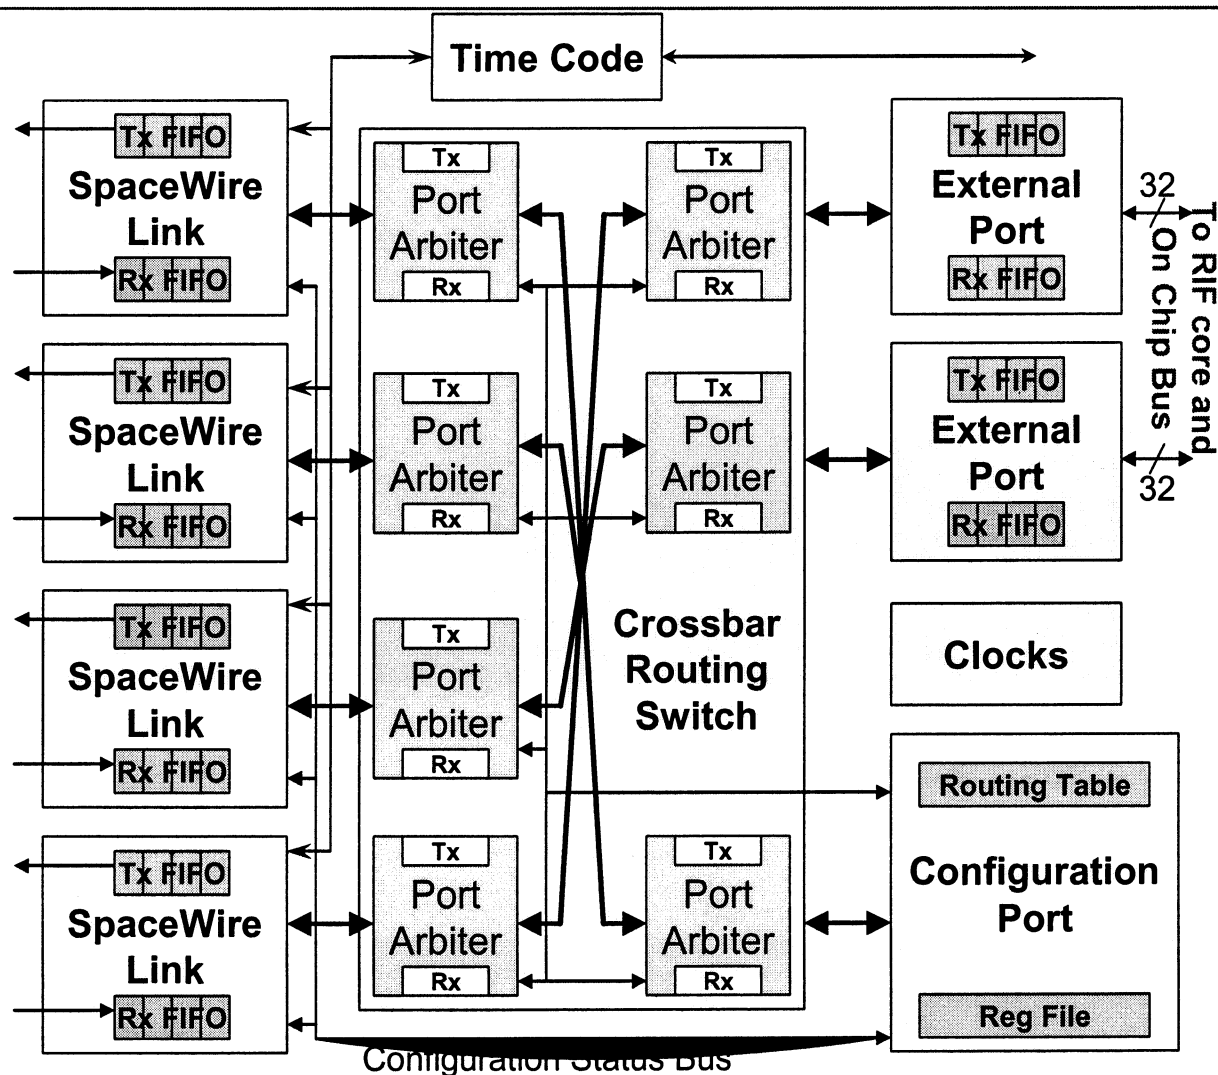 Time Code
Tx FIFO
SpaceWire
Link
Rx FIFO
Tx FIFO
SpaceWire
Link
Rx FIFO
Tx FIFO
SpaceWire
Link
Rx FIFO
Tx FIFO
SpaceWire
Link
Rx FIFO
Tx
Port
Arbiter
Rx
Tx
Port
Arbiter
Rx
Tx
Port
Arbiter
Rx
Tx
Port
Arbiter
Rx
Tx
Port
Arbiter
Rx
Tx
Port
Arbiter
Rx
Crossbar
Routing
Switch
Tx
Port
Arbiter
Rx
Tx FIFO
External
Port
Rx FIFO
Tx FIFO
External
Port
Rx FIFO
32
32
To RIF core and
On Chip Bus
Clocks
Routing Table
Configuration
Port
Reg File
Configuration Status Bus